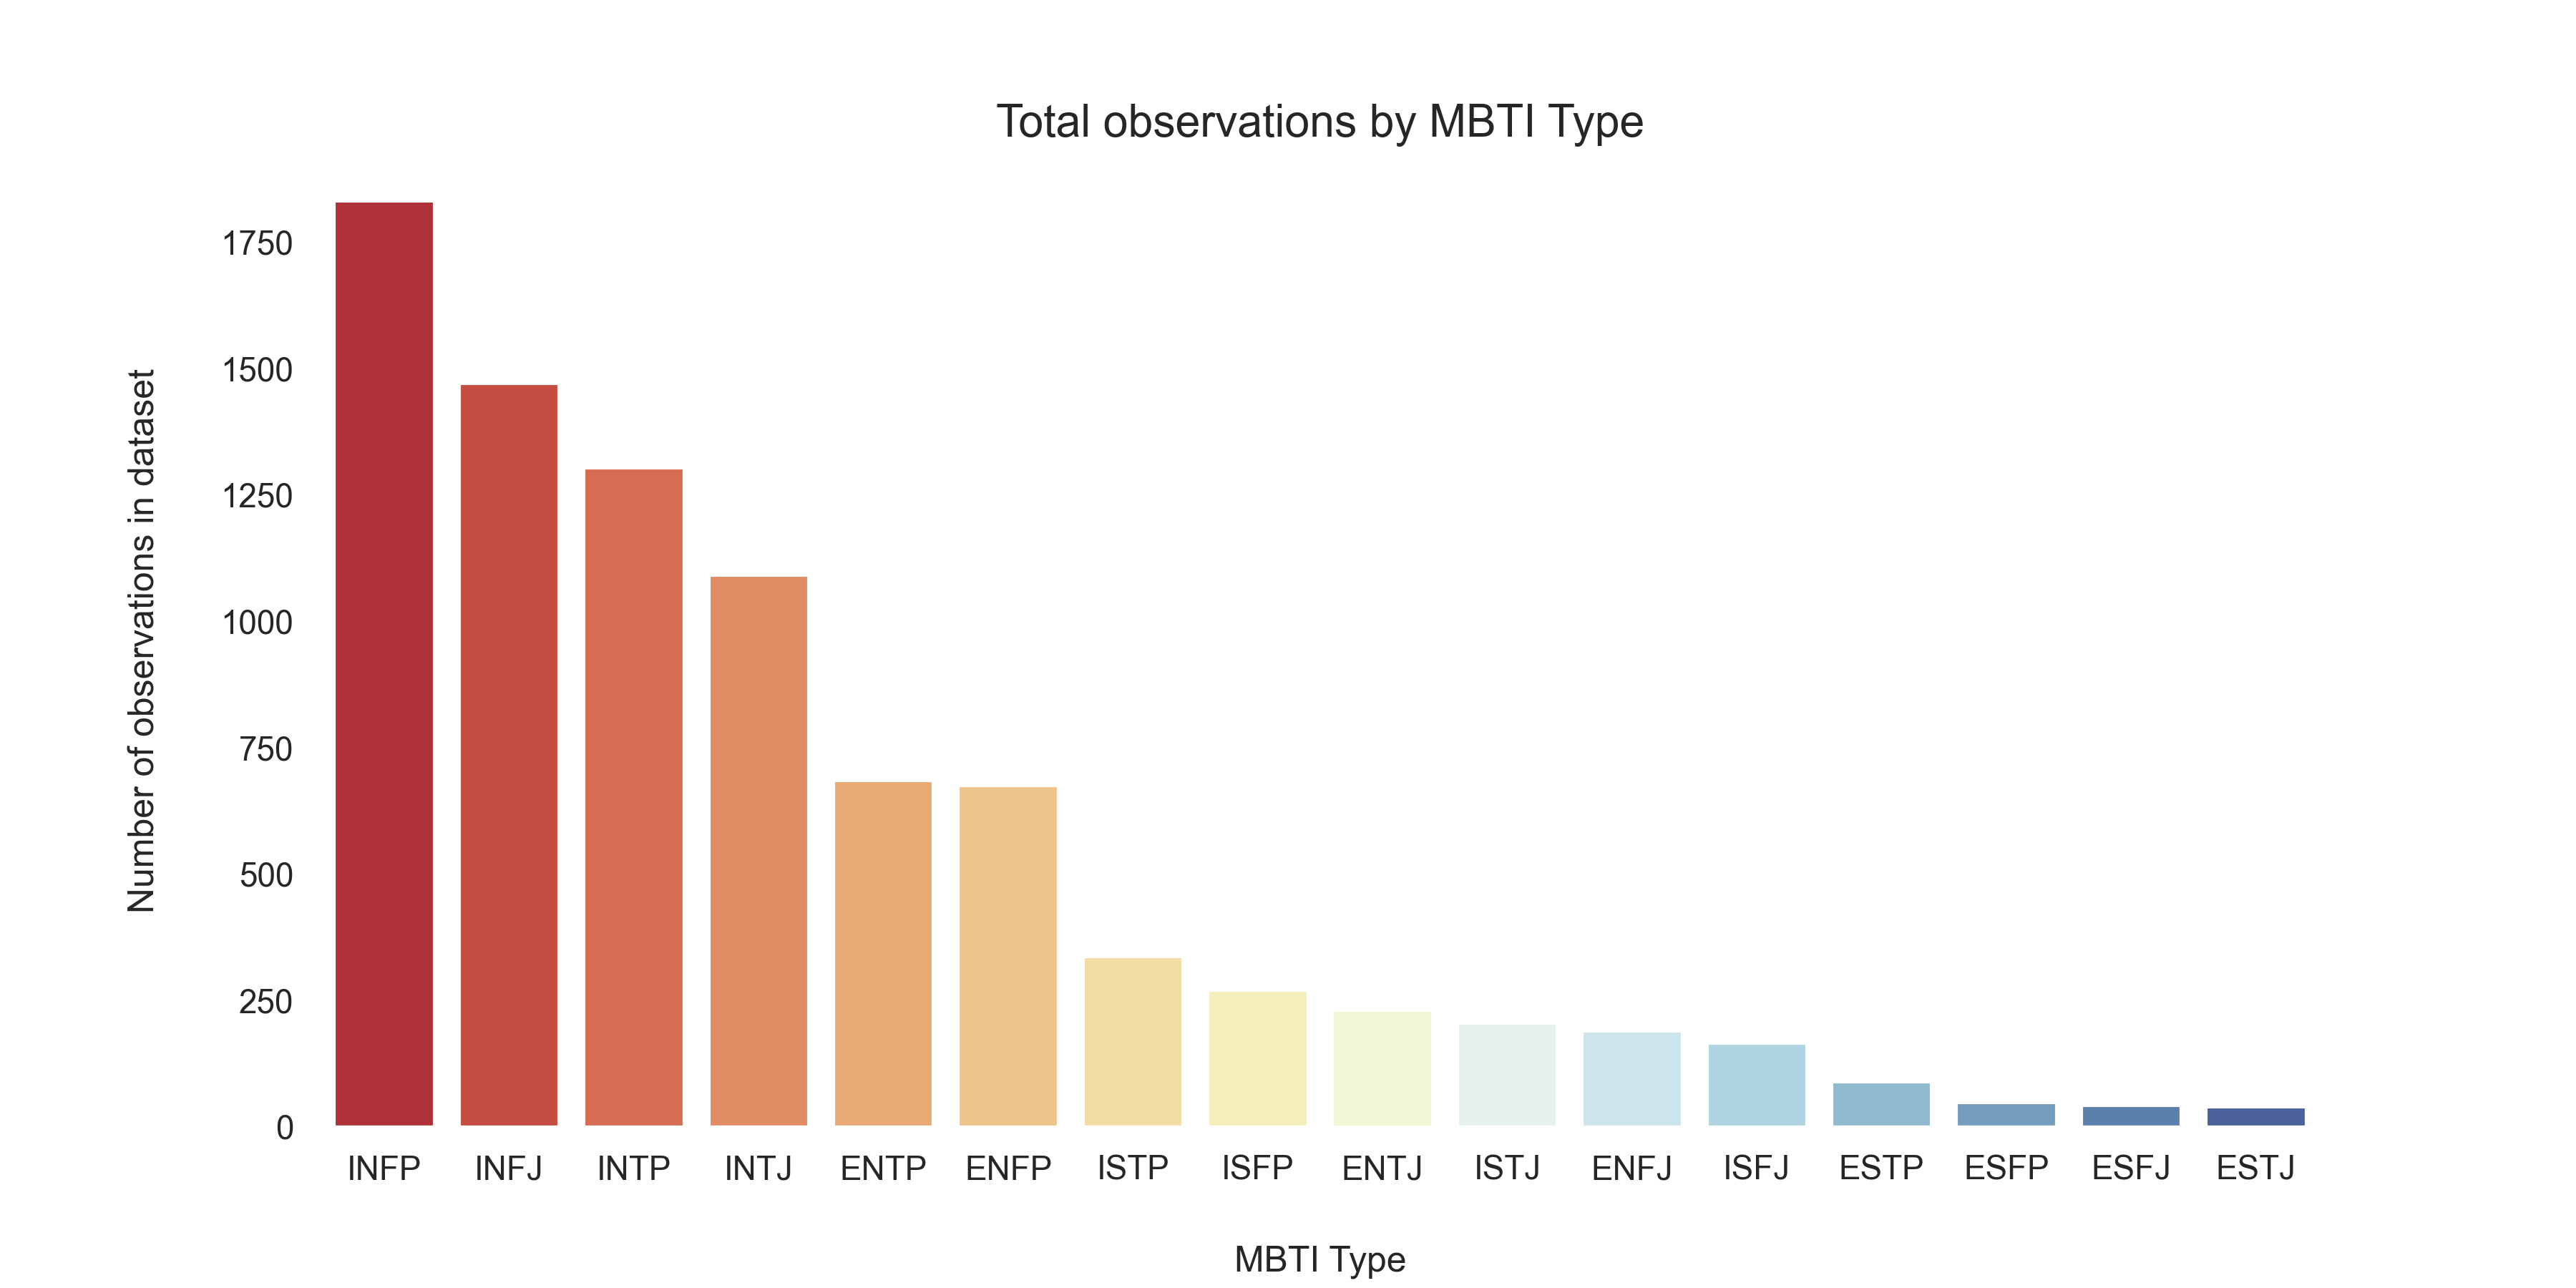 Total observations by MBTI Type
Number of observations in dataset
1750
1500
1250
1000
750
500
250
0
INFP INFJ INTP INTJ ENTP ENFP ISTP ISFP ENTJ ISTJ ENFJ ISFJ ESTP ESFP ESFJ ESTJ
MBTI Type